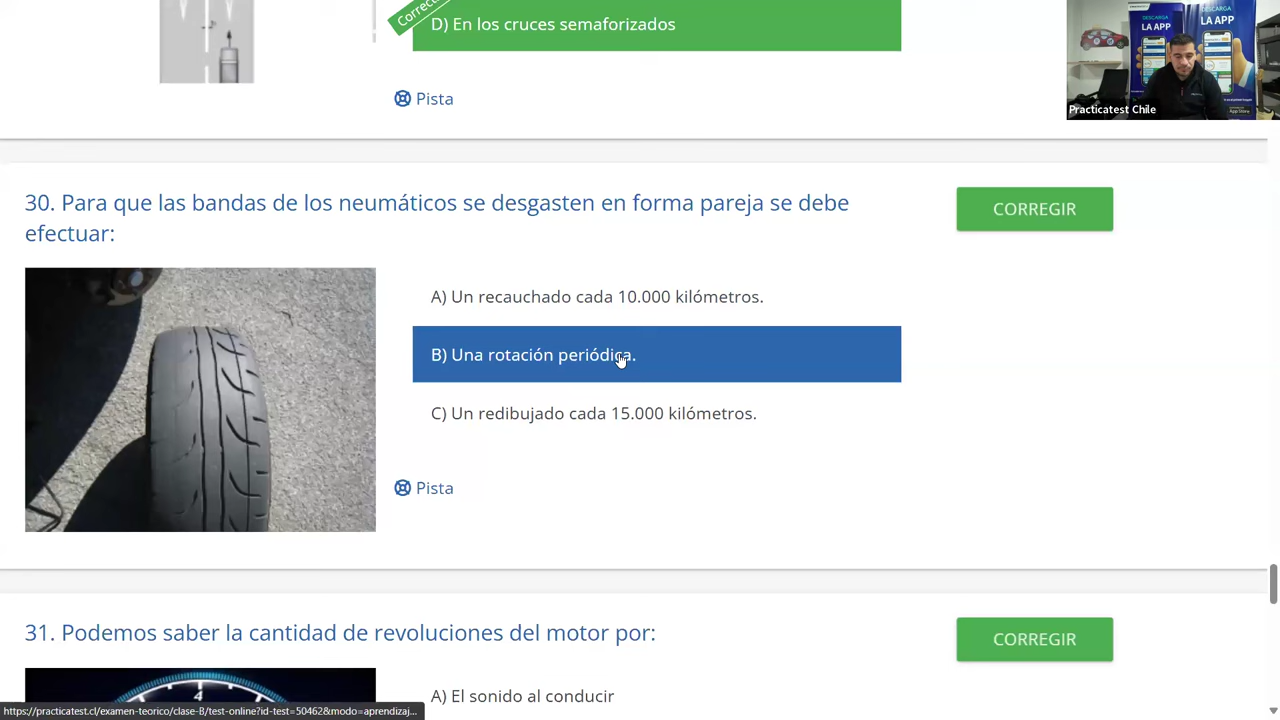 Correcta
D) En los cruces semaforizados
Pista
DESCARGA
LA APP
DESCARGA
LA APP
Practicatest Chile
30. Para que las bandas de los neumáticos se desgasten en forma pareja se debe
efectuar:
CORREGIR
A) Un recauchado cada 10.000 kilómetros.
B) Una rotación periódica.
C) Un redibujado cada 15.000 kilómetros.
Pista
31. Podemos saber la cantidad de revoluciones del motor por:
CORREGIR
4
A) El sonido al conducir
https://practicatest.cl/examen-teorico/clase-B/test-online?id-test=50462&modo=aprendizaj...